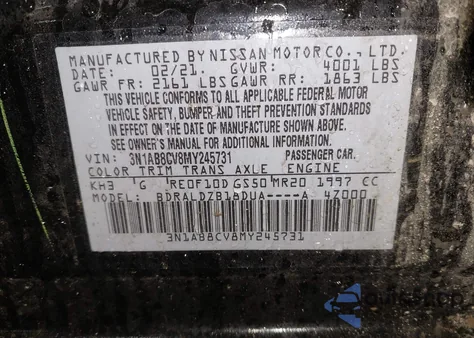 MANUFACTURED BY NISSAN MOTOR CO., LTD.
DATE: 02/21. GVWR: 4001 LBS
GAWR FR: 2161 LBS GAWR RR: 1863 LBS
THIS VEHICLE CONFORMS TO ALL APPLICABLE FEDERAL MOTOR
VEHICLE SAFETY, BUMPER AND THEFT PREVENTION STANDARDS
IN EFFECT ON THE DATE OF MANUFACTURE SHOWN ABOVE.
SEE OWNER'S MANUAL FOR ADDITIONAL INFORMATION.
VIN: 3N1AB8CV8MY245731 PASSENGER CAR.
COLOR TRIM TRANS AXLE ENGINE
KH3 G RE0F10D GS50 MR20 1997 CC
MODEL: BDRALDZB18DUA----A 4Z000
3N1AB8CV8MY245731